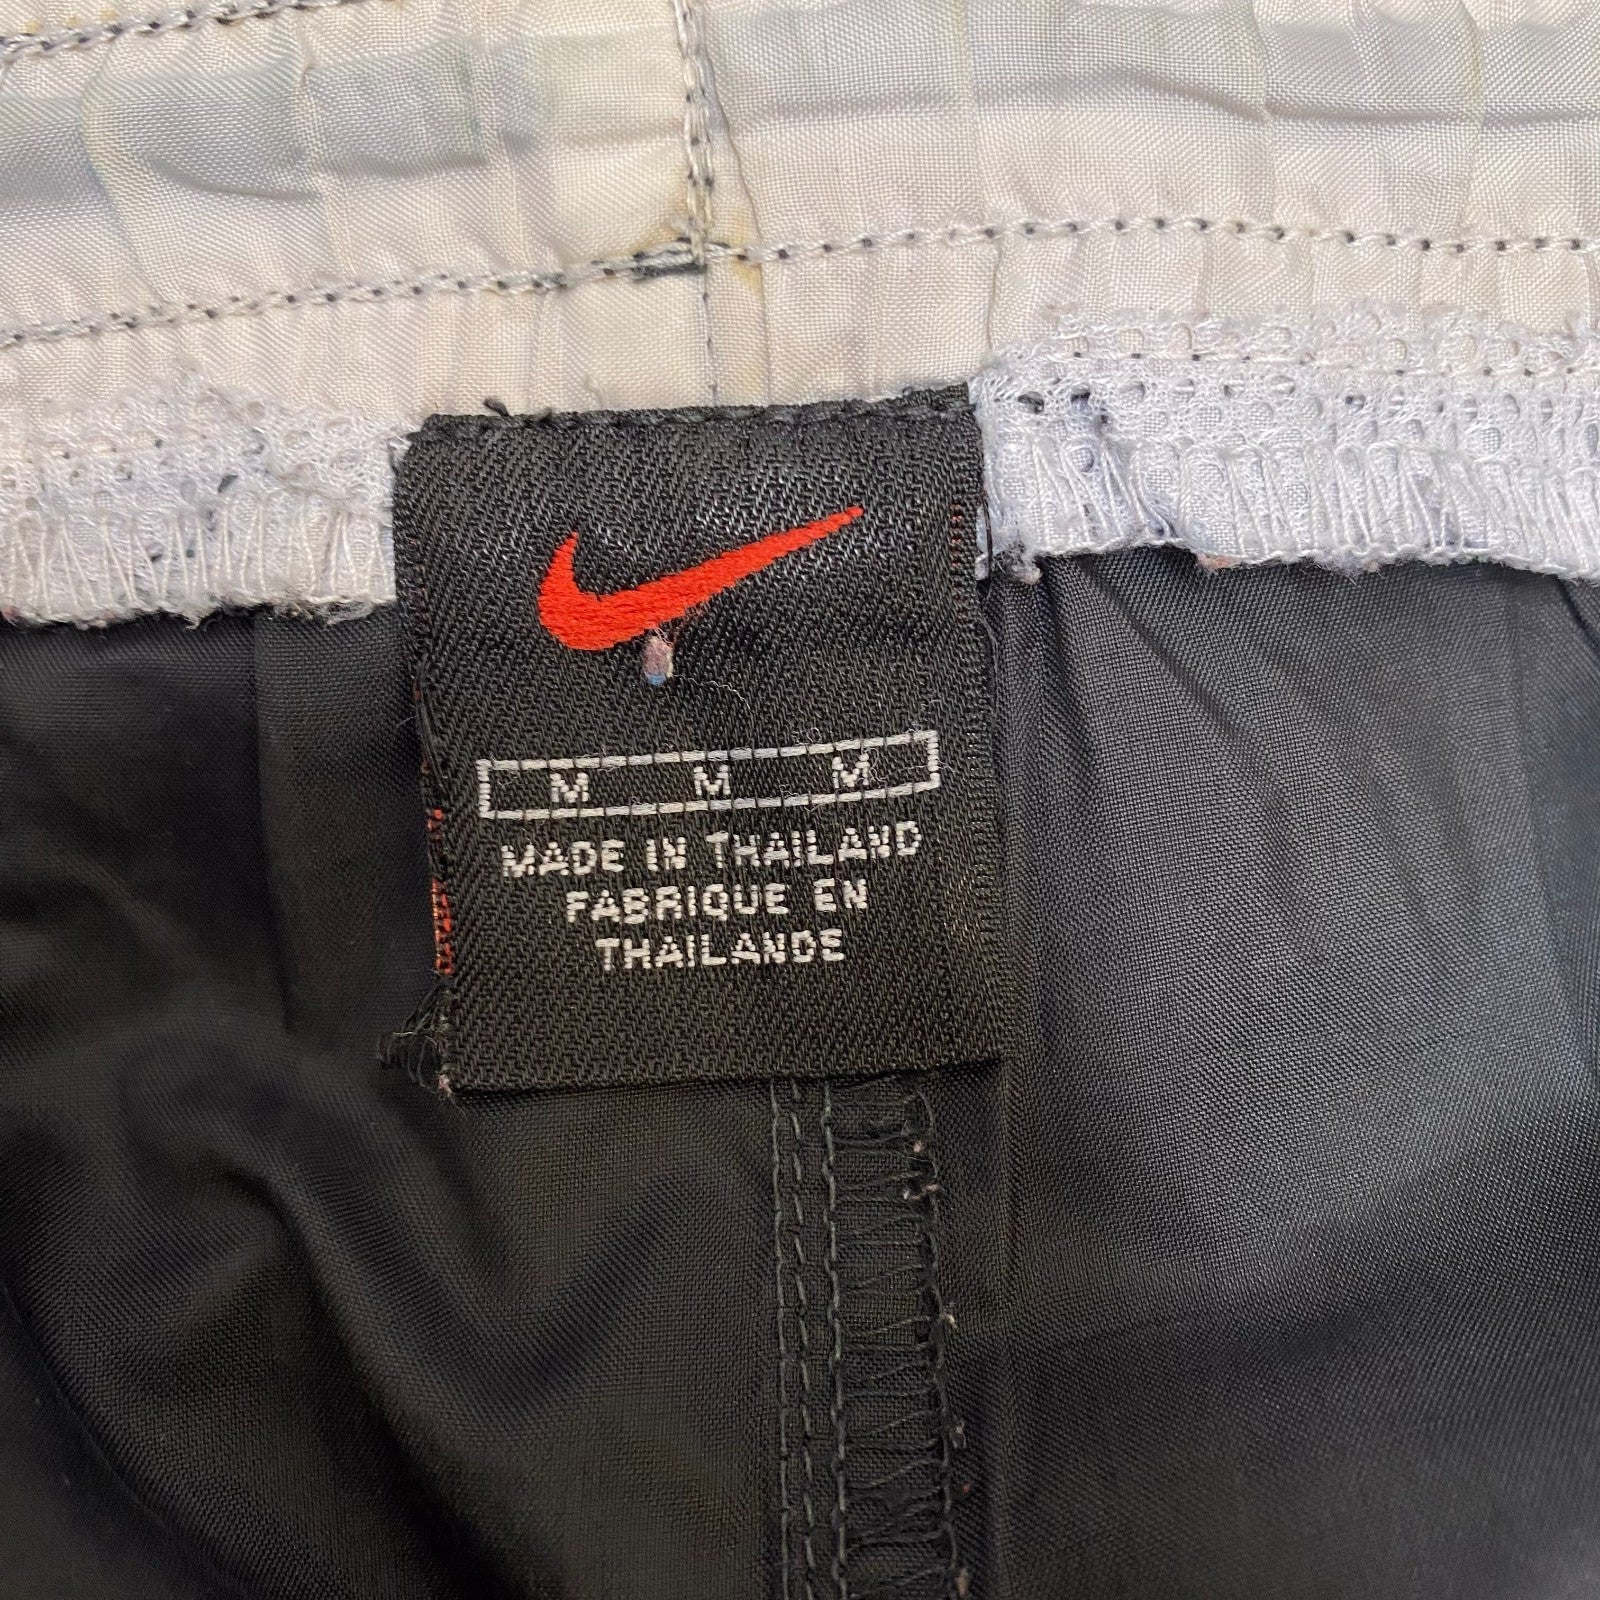 M M M
MADE IN THAILAND
FABRIQUE EN
THAILANDE